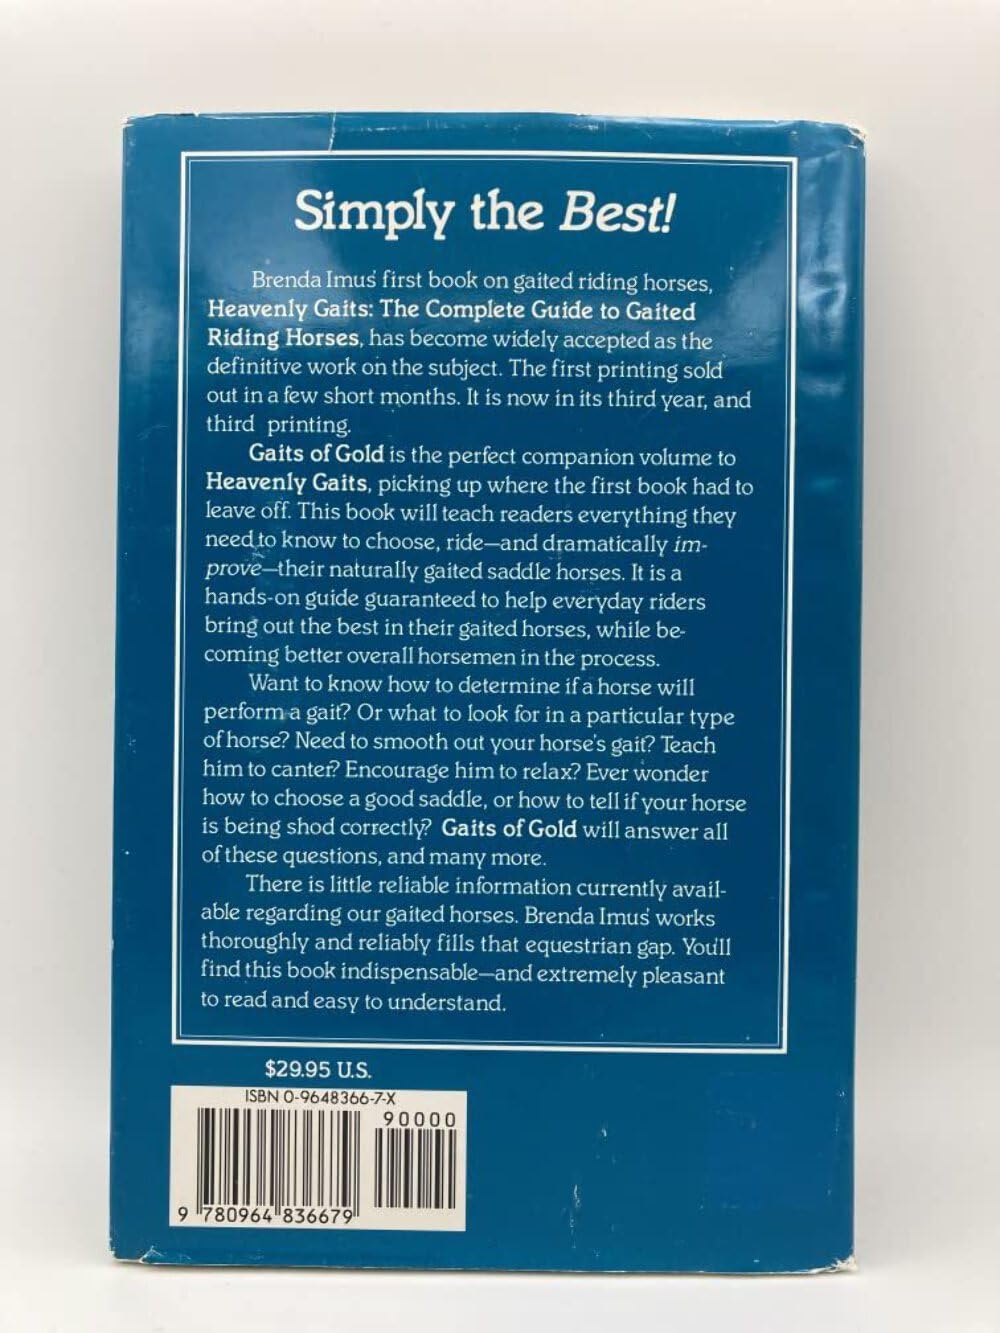 Simply the Best!
Brenda Imus' first book on gaited riding horses,
Heavenly Gaits: The Complete Guide to Gaited
Riding Horses, has become widely accepted as the
definitive work on the subject. The first printing sold
out in a few short months. It is now in its third year, and
third printing.
Gaits of Gold is the perfect companion volume to
Heavenly Gaits, picking up where the first book had to
leave off. This book will teach readers everything they
need to know to choose, ride—and dramatically im-
prove—their naturally gaited saddle horses. It is a
hands-on guide guaranteed to help everyday riders
bring out the best in their gaited horses, while be-
coming better overall horsemen in the process.
Want to know how to determine if a horse will
perform a gait? Or what to look for in a particular type
of horse? Need to smooth out your horse's gait? Teach
him to canter? Encourage him to relax? Ever wonder
how to choose a good saddle, or how to tell if your horse
is being shod correctly? Gaits of Gold will answer all
of these questions, and many more.
There is little reliable information currently avail-
able regarding our gaited horses. Brenda Imus' works
thoroughly and reliably fills that equestrian gap. You'll
find this book indispensable—and extremely pleasant
to read and easy to understand.
$29.95 U.S.
ISBN 0-9648366-7-X
90000
9 780964 836679